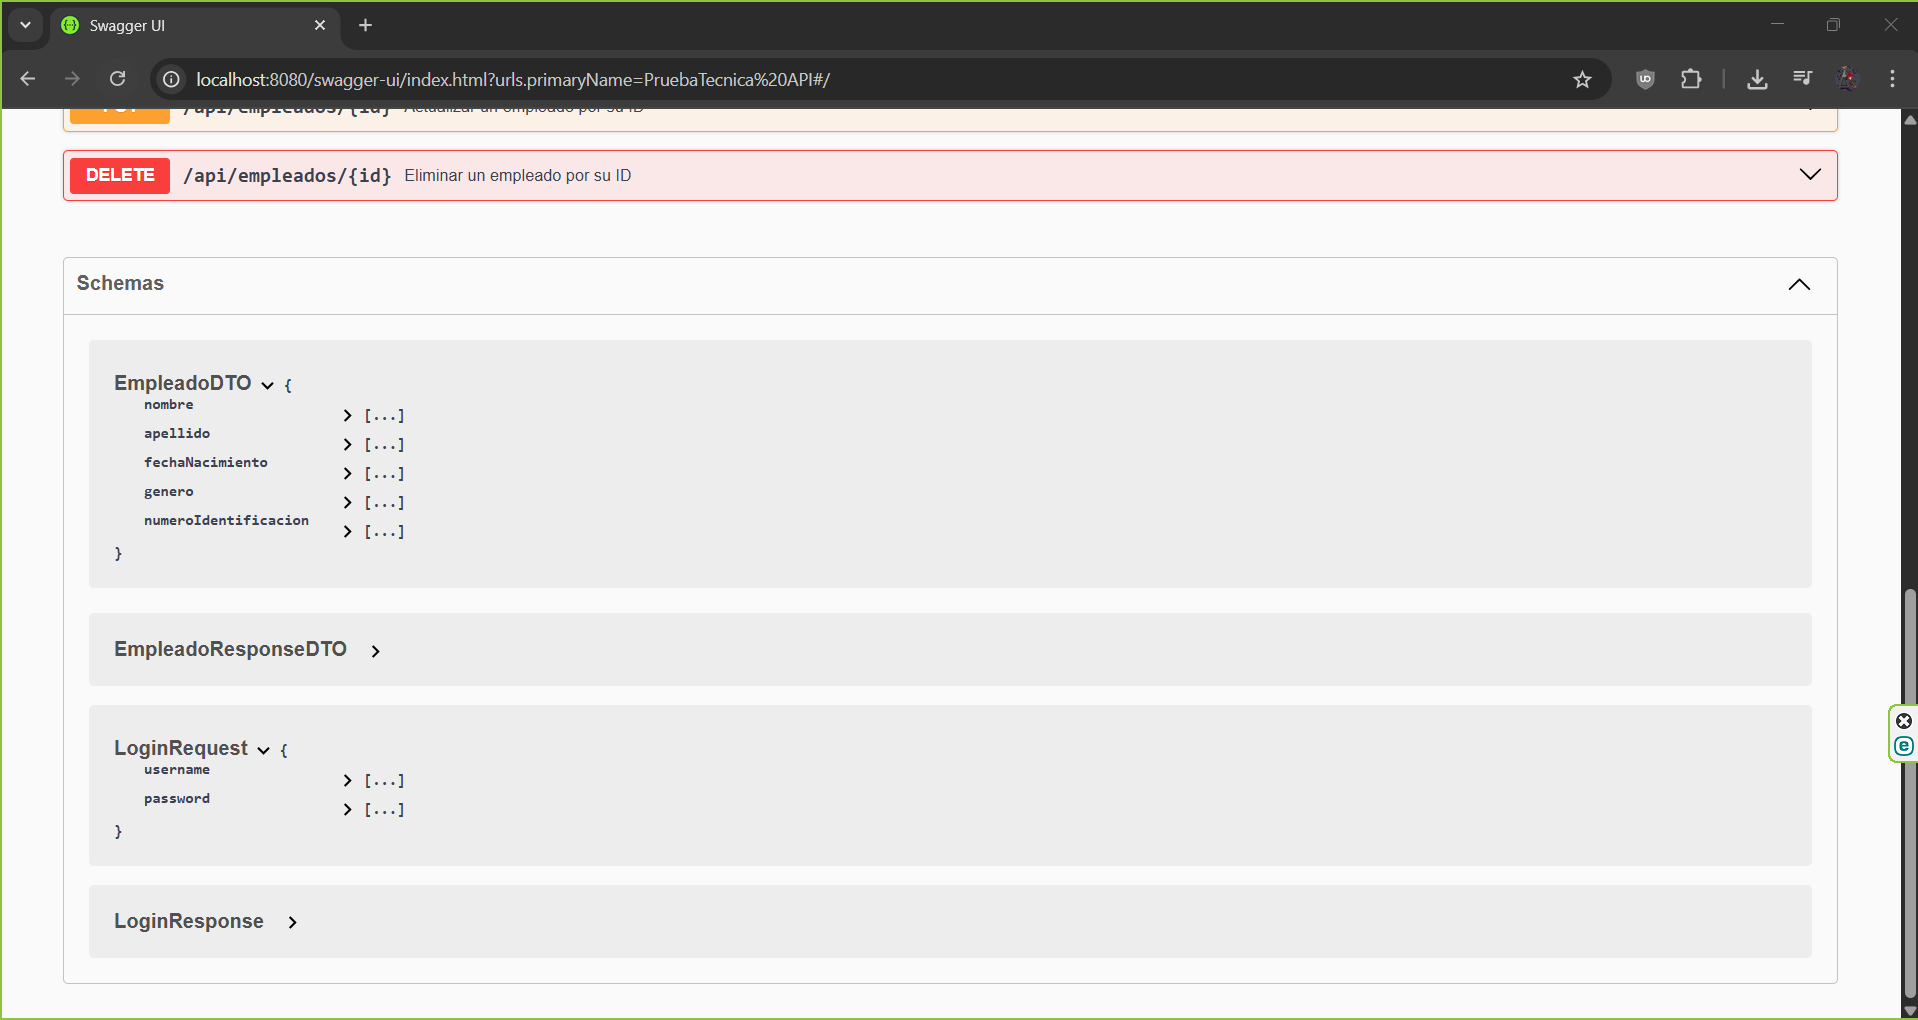 Swagger UI
localhost:8080/swagger-ui/index.html?urls.primaryName=PruebaTecnica%20API#/
PUT /api/empleados/{id} Actualizar un empleado por su ID
DELETE /api/empleados/{id} Eliminar un empleado por su ID
Schemas
EmpleadoDTO {
nombre [...]
apellido [...]
fechaNacimiento [...]
genero [...]
numeroIdentificacion [...]
}
EmpleadoResponseDTO
LoginRequest {
username [...]
password [...]
}
LoginResponse